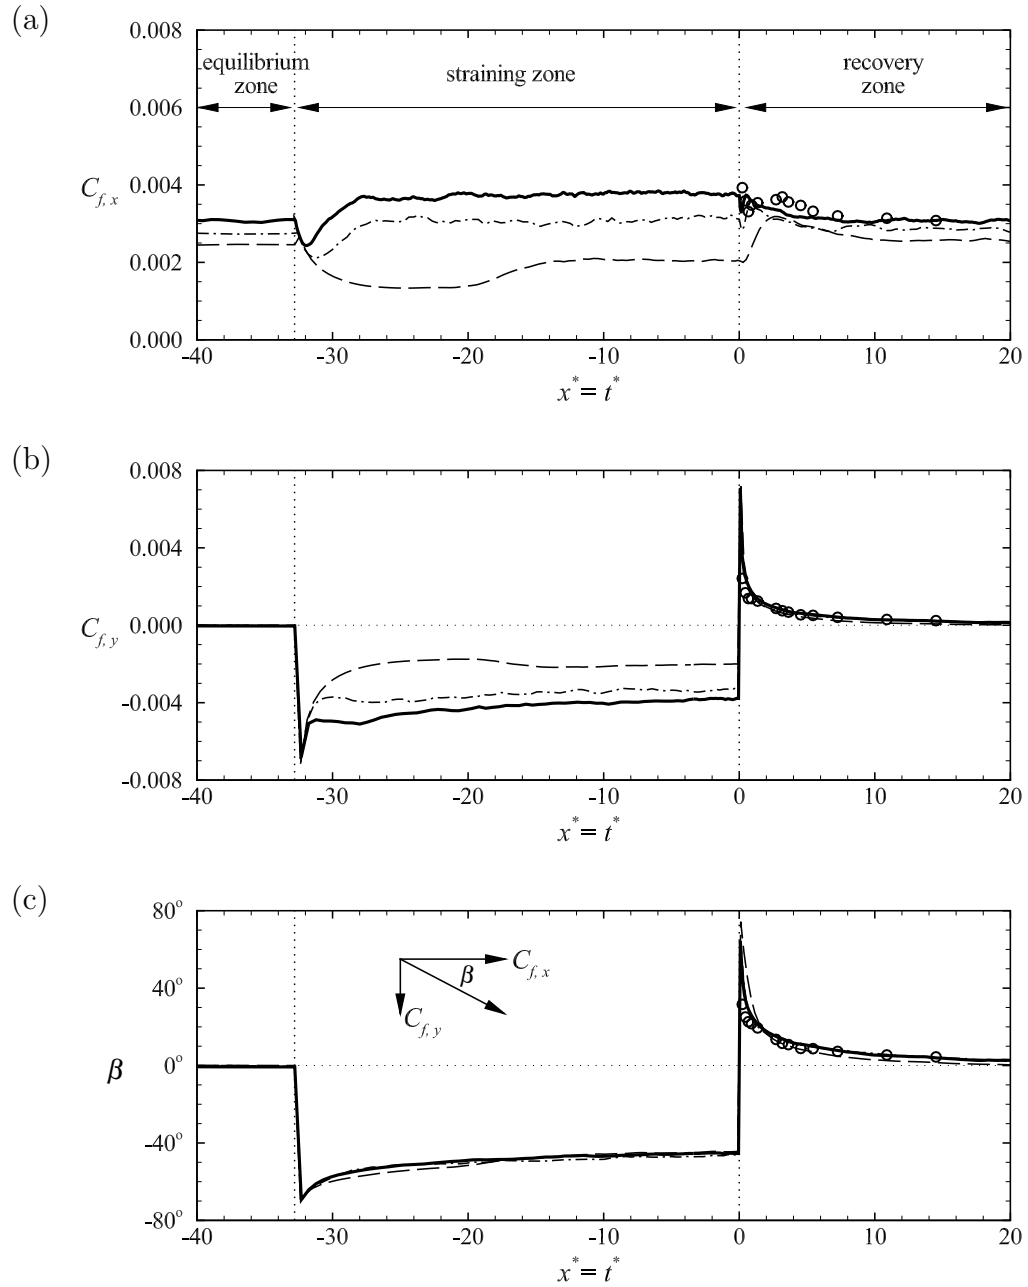 (a)
0.008
0.006
0.004
0.002
0.000
C_{f, x}
equilibrium
zone
straining zone
recovery
zone
-40 -30 -20 -10 0 10 20
x^* = t^*
(b)
0.008
0.004
0.000
-0.004
-0.008
C_{f, y}
-40 -30 -20 -10 0 10 20
x^* = t^*
(c)
80°
40°
0°
-40°
-80°
β
C_{f, x}
β
C_{f, y}
-40 -30 -20 -10 0 10 20
x^* = t^*